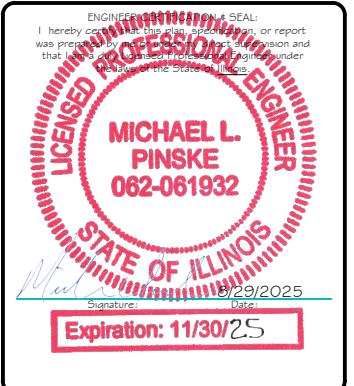 ENGINEER CERTIFICATION & SEAL:
I hereby certify that this plan, specification, or report
was prepared by me or under my direct supervision and
that I am a duly Licensed Professional Engineer under
the laws of the State of Illinois.
LICENSED PROFESSIONAL ENGINEER
MICHAEL L.
PINSKE
062-061932
STATE OF ILLINOIS
8/29/2025
Signature: Date:
Expiration: 11/30/25